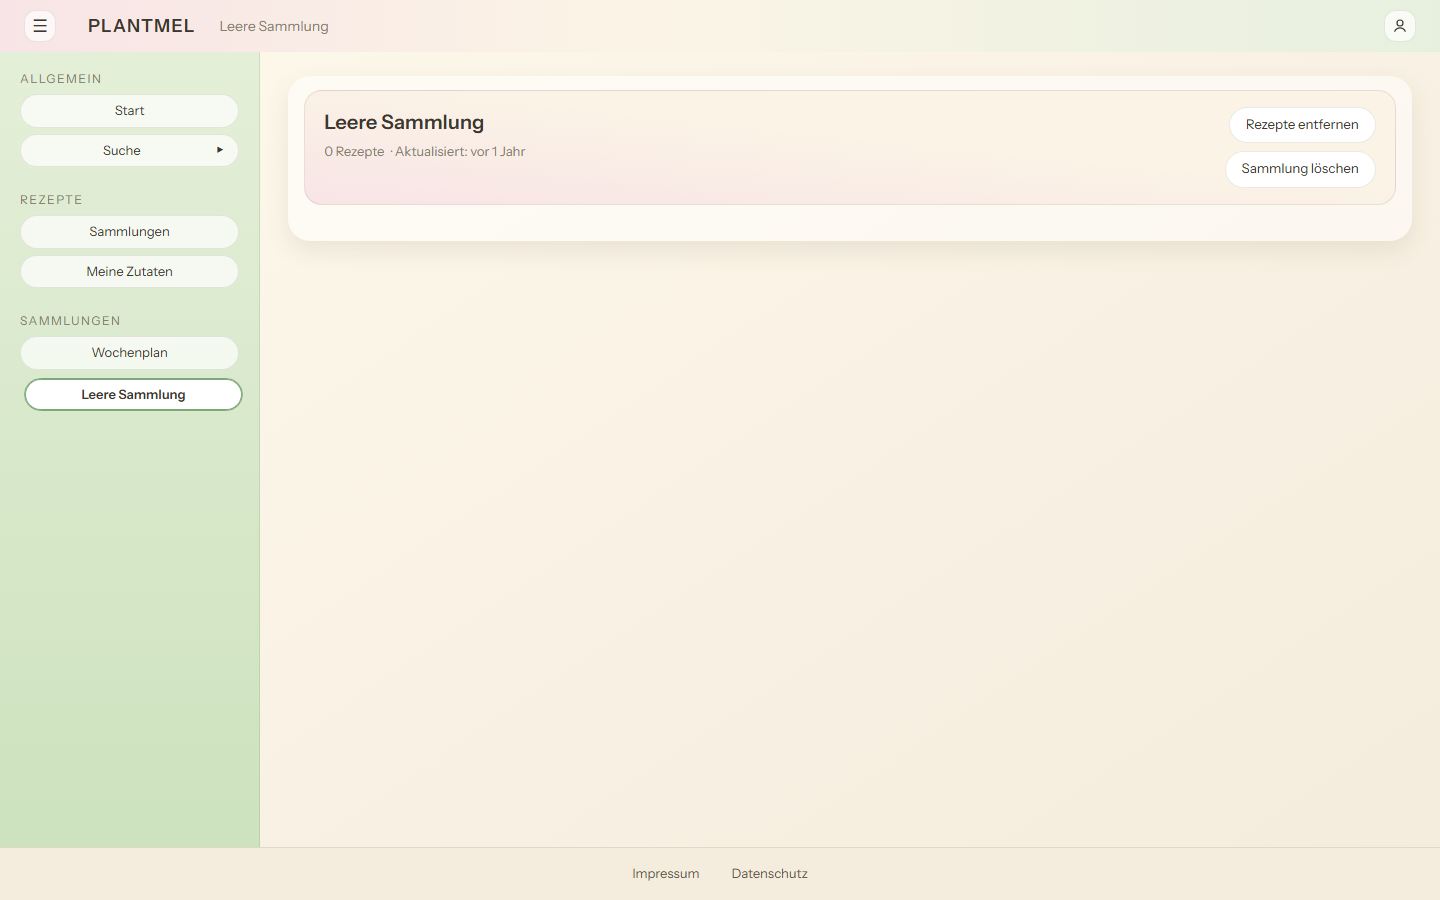 PLANTMEL Leere Sammlung
ALLGEMEIN
Start
Suche
REZEPTE
Sammlungen
Meine Zutaten
SAMMLUNGEN
Wochenplan
Leere Sammlung
Leere Sammlung
0 Rezepte · Aktualisiert: vor 1 Jahr
Rezepte entfernen
Sammlung löschen
Impressum Datenschutz